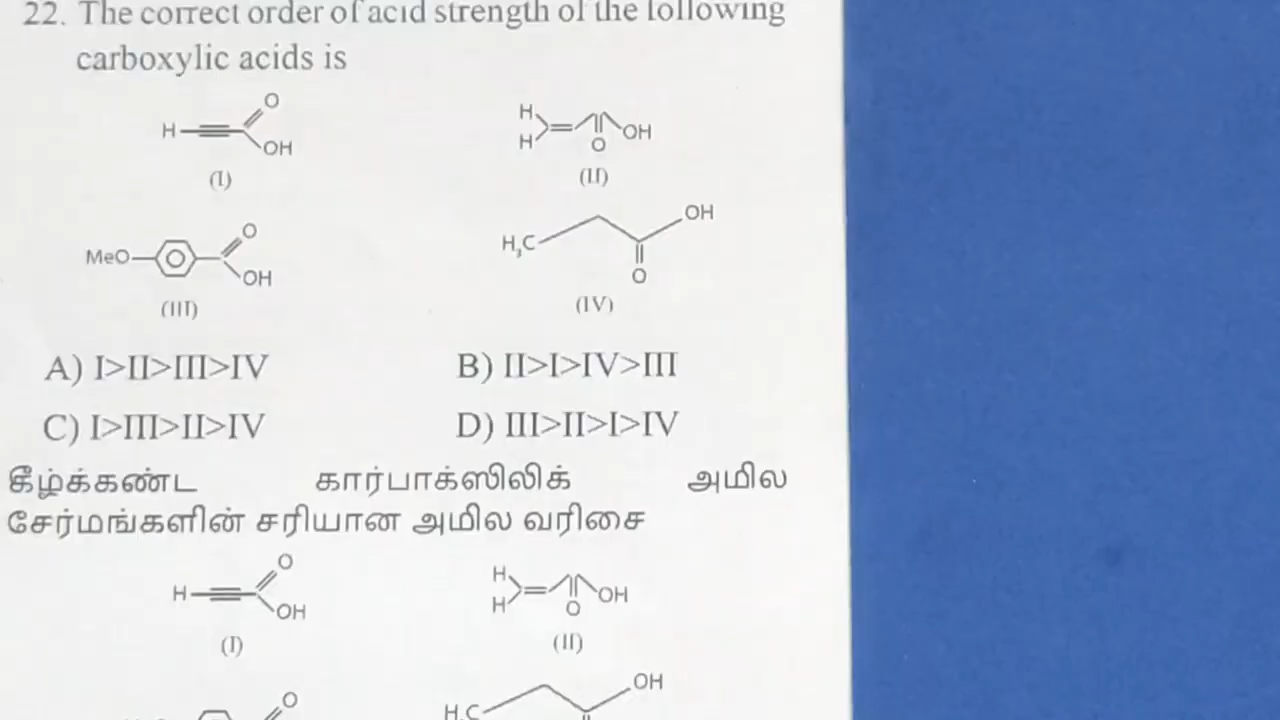 22. The correct order of acid strength of the following
carboxylic acids is
H O OH
(I)
H H O OH
(II)
MeO O OH
(III)
H₃C O OH
(IV)
A) I>II>III>IV B) II>I>IV>III
C) I>III>II>IV D) III>II>I>IV
கீழ்க்கண்ட கார்பாக்ஸிலிக் அமில
சேர்மங்களின் சரியான அமில வரிசை
H O OH
(I)
H H O OH
(II)
O
H₃C OH